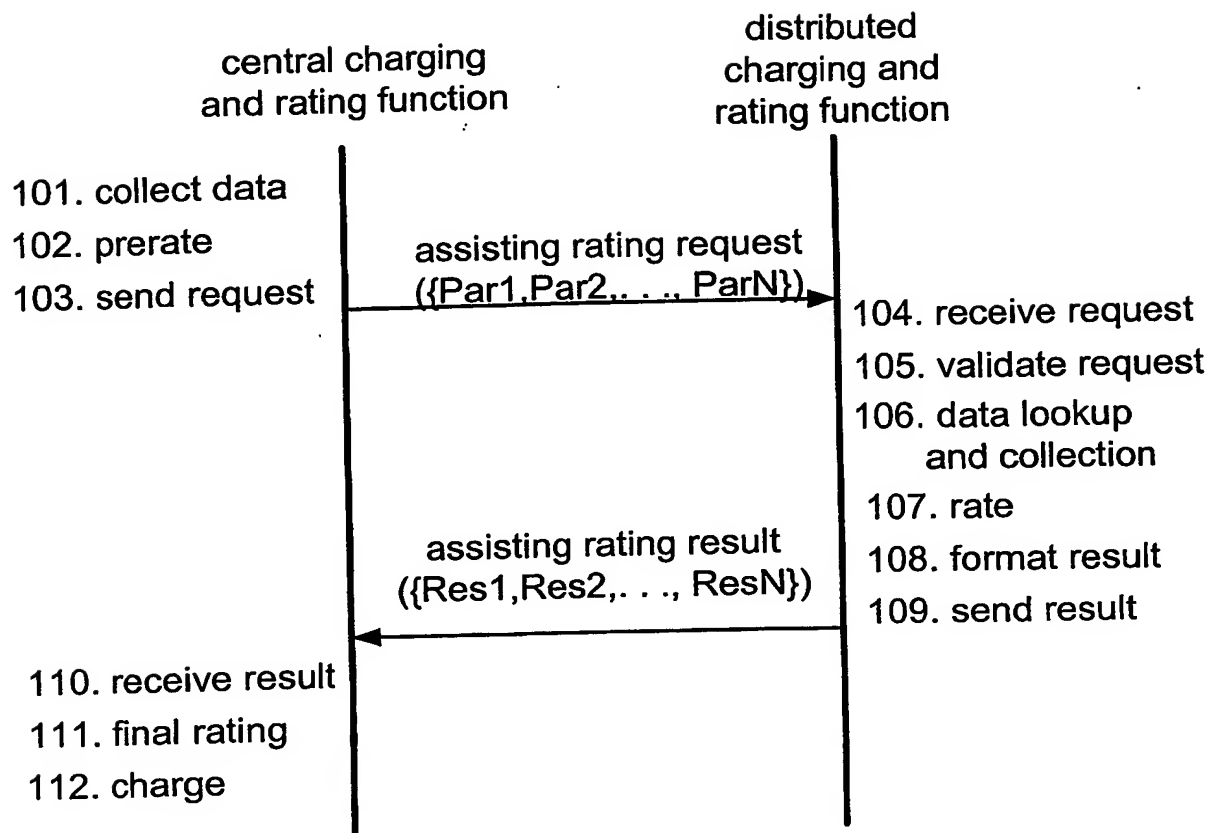 central charging
and rating function
distributed
charging and
rating function
101. collect data
102. prerate
103. send request
assisting rating request
({Par1,Par2,. . ., ParN})
104. receive request
105. validate request
106. data lookup
and collection
107. rate
108. format result
109. send result
assisting rating result
({Res1,Res2,. . ., ResN})
110. receive result
111. final rating
112. charge